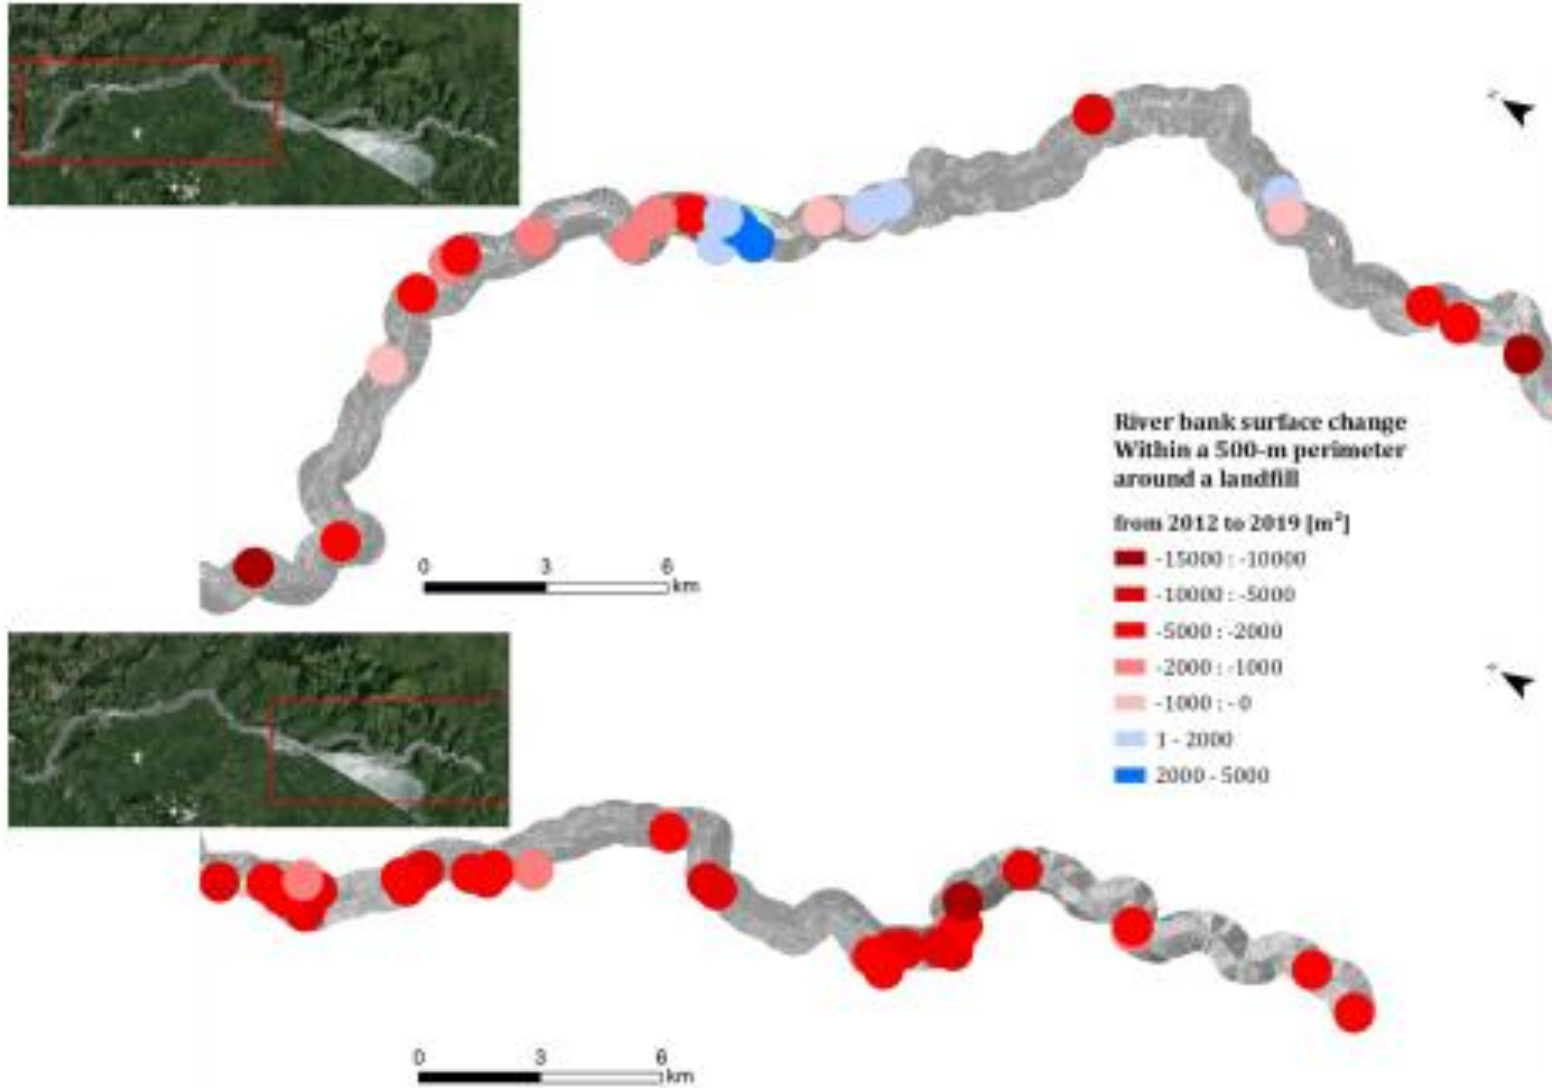 River bank surface change
Within a 500-m perimeter
around a landfill
from 2012 to 2019 [m²]
-15000 : -10000
-10000 : -5000
-5000 : -2000
-2000 : -1000
-1000 : - 0
1 - 2000
2000 - 5000
0 3 6
km
0 3 6
km